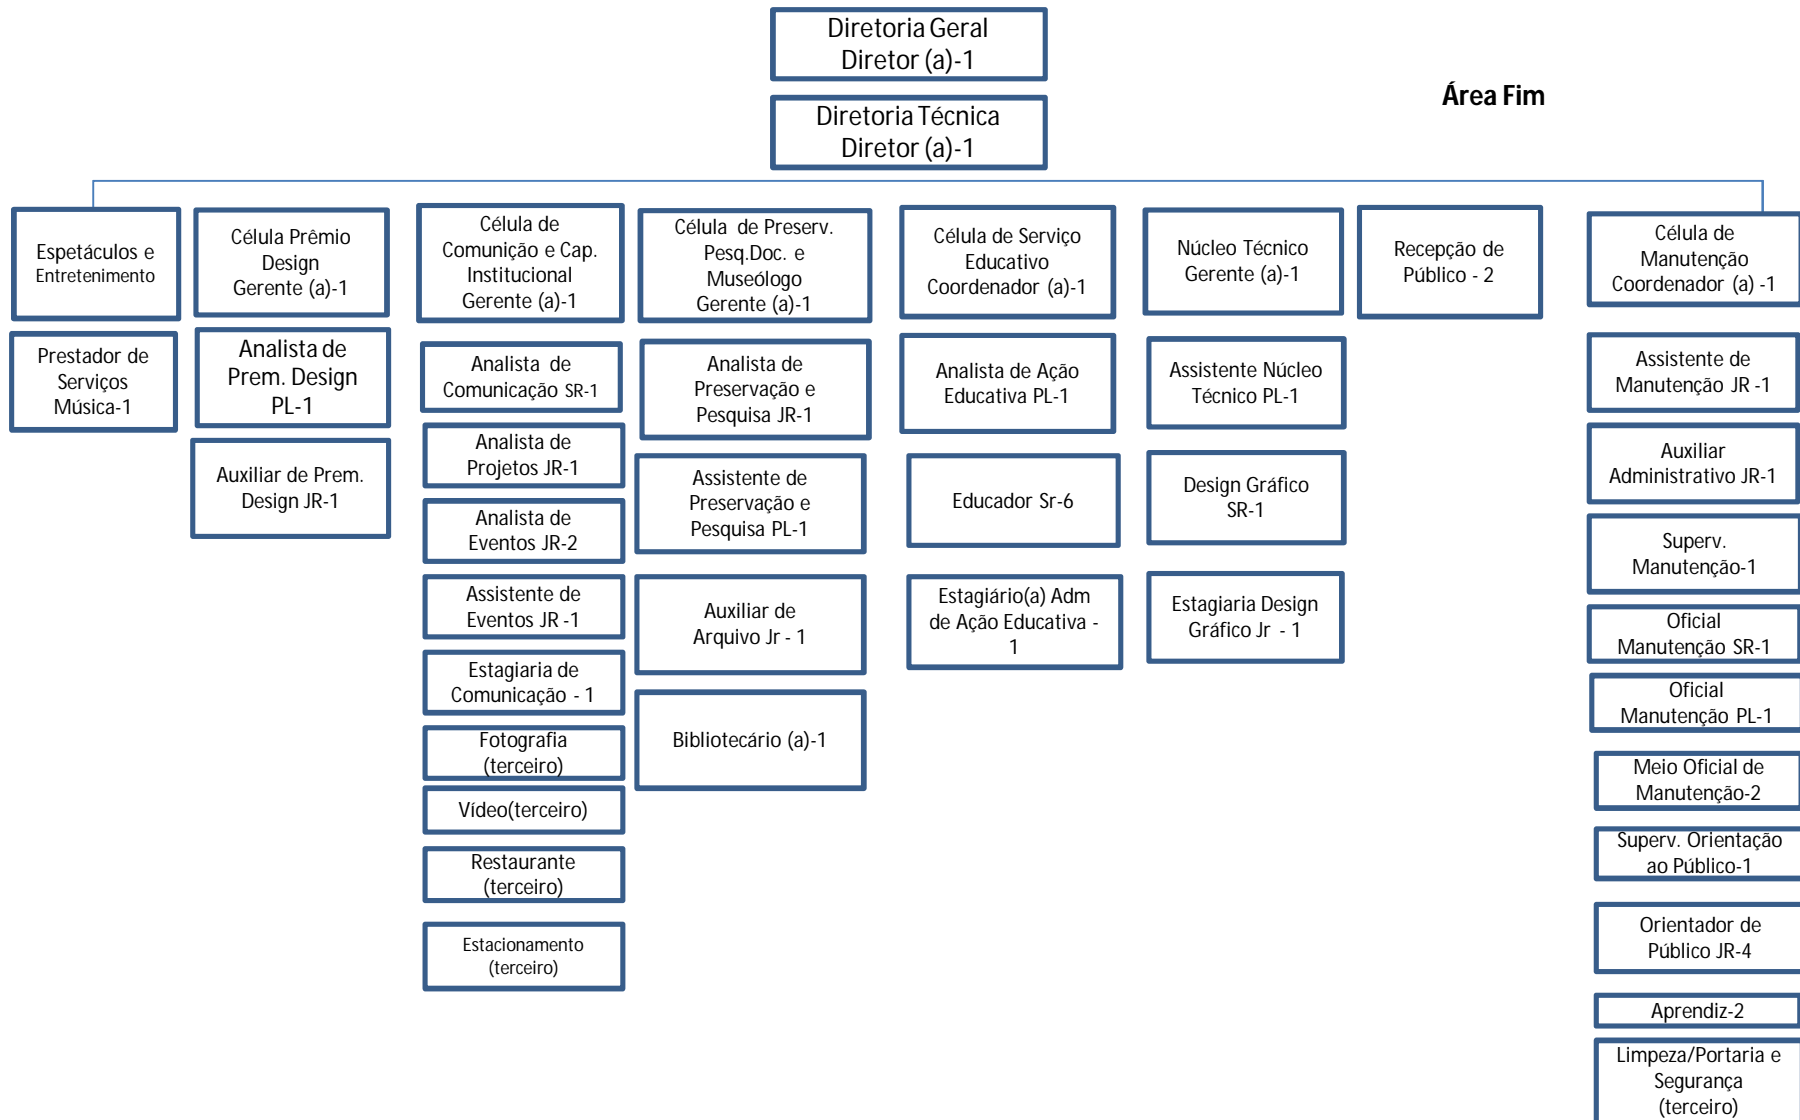 Diretoria Geral
Diretor (a)-1
Área Fim
Diretoria Técnica
Diretor (a)-1
Espetáculos e
Entretenimento
Prestador de
Serviços
Música-1
Célula Prêmio
Design
Gerente (a)-1
Analista de
Prem. Design
PL-1
Auxiliar de Prem.
Design JR-1
Célula de
Comunição e Cap.
Institucional
Gerente (a)-1
Analista de
Comunicação SR-1
Analista de
Projetos JR-1
Analista de
Eventos JR-2
Assistente de
Eventos JR -1
Estagiaria de
Comunicação - 1
Fotografia
(terceiro)
Vídeo(terceiro)
Restaurante
(terceiro)
Estacionamento
(terceiro)
Célula de Preserv.
Pesq.Doc. e
Museólogo
Gerente (a)-1
Analista de
Preservação e
Pesquisa JR-1
Assistente de
Preservação e
Pesquisa PL-1
Auxiliar de
Arquivo Jr - 1
Bibliotecário (a)-1
Célula de Serviço
Educativo
Coordenador (a)-1
Analista de Ação
Educativa PL-1
Educador Sr-6
Estagiário(a) Adm
de Ação Educativa -
1
Núcleo Técnico
Gerente (a)-1
Assistente Núcleo
Técnico PL-1
Design Gráfico
SR-1
Estagiaria Design
Gráfico Jr - 1
Recepção de
Público - 2
Célula de
Manutenção
Coordenador (a) -1
Assistente de
Manutenção JR -1
Auxiliar
Administrativo JR-1
Superv.
Manutenção-1
Oficial
Manutenção SR-1
Oficial
Manutenção PL-1
Meio Oficial de
Manutenção-2
Superv. Orientação
ao Público-1
Orientador de
Público JR-4
Aprendiz-2
Limpeza/Portaria e
Segurança
(terceiro)